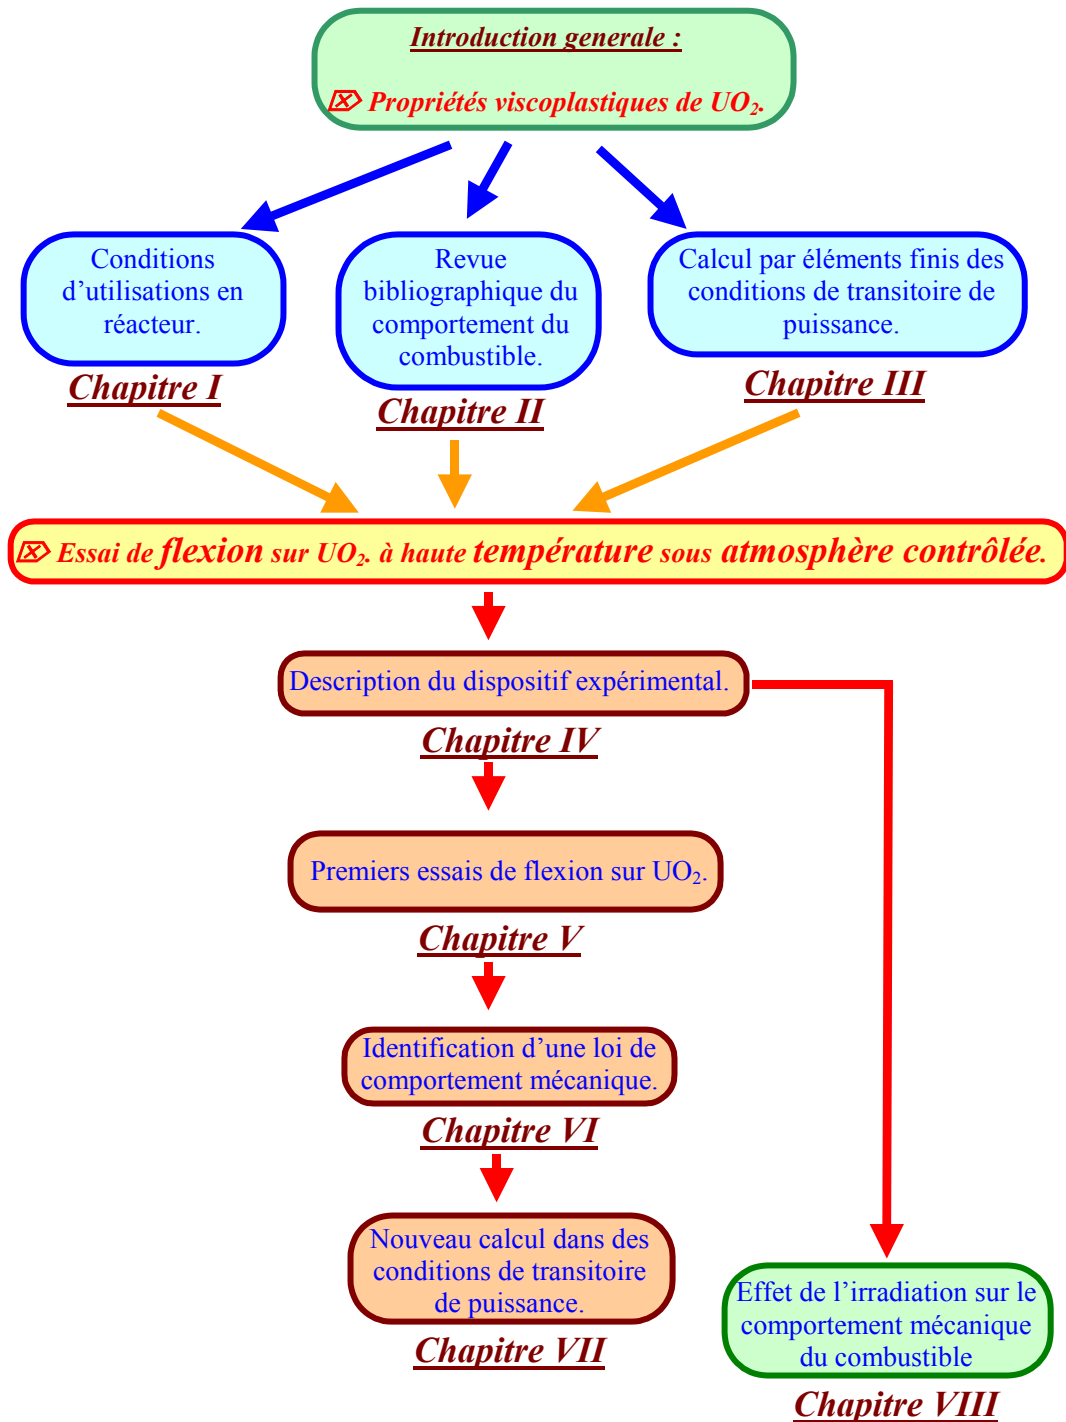 Introduction generale :
⌦ Propriétés viscoplastiques de UO₂.
Conditions
d’utilisations en
réacteur.
Chapitre I
Revue
bibliographique du
comportement du
combustible.
Chapitre II
Calcul par éléments finis des
conditions de transitoire de
puissance.
Chapitre III
⌦ Essai de flexion sur UO₂. à haute température sous atmosphère contrôlée.
Description du dispositif expérimental.
Chapitre IV
Premiers essais de flexion sur UO₂.
Chapitre V
Identification d’une loi de
comportement mécanique.
Chapitre VI
Nouveau calcul dans des
conditions de transitoire
de puissance.
Chapitre VII
Effet de l’irradiation sur le
comportement mécanique
du combustible
Chapitre VIII